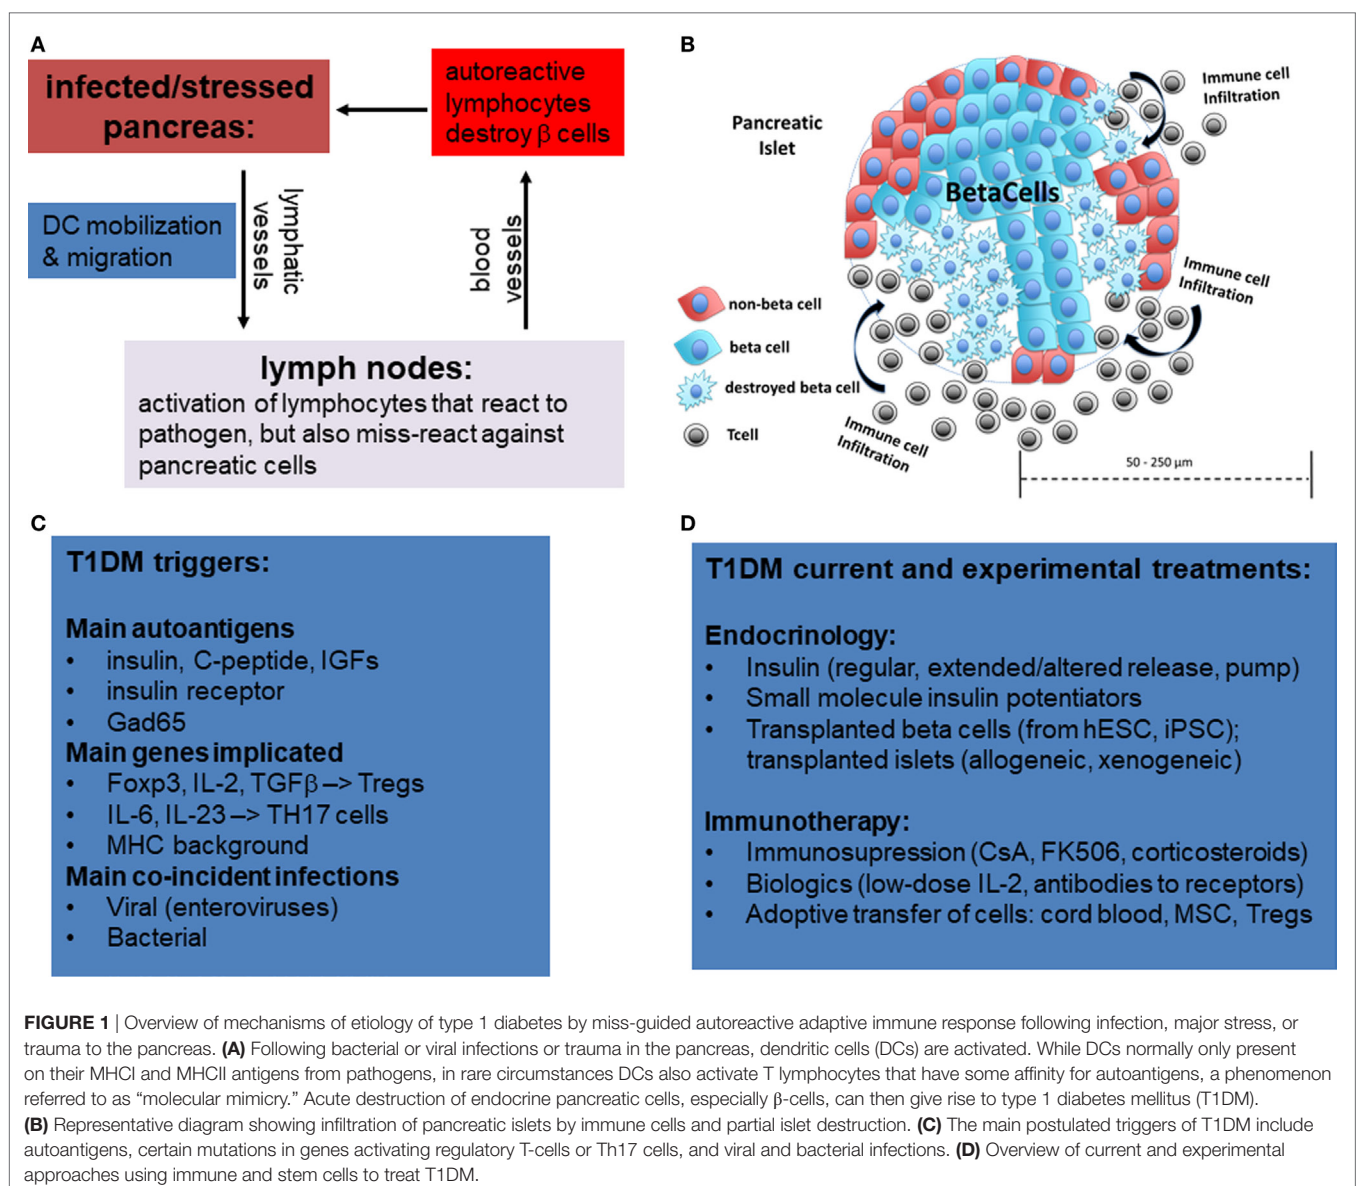 A
infected/stressed
pancreas:
autoreactive
lymphocytes
destroy β cells
DC mobilization
& migration
lymphatic
vessels
blood
vessels
lymph nodes:
activation of lymphocytes that react to
pathogen, but also miss-react against
pancreatic cells
B
Pancreatic
Islet
BetaCells
Immune cell
Infiltration
Immune cell
Infiltration
Immune cell
Infiltration
non-beta cell
beta cell
destroyed beta cell
Tcell
50 - 250 µm
C
T1DM triggers:
Main autoantigens
• insulin, C-peptide, IGFs
• insulin receptor
• Gad65
Main genes implicated
• Foxp3, IL-2, TGFβ –> Tregs
• IL-6, IL-23 –> TH17 cells
• MHC background
Main co-incident infections
• Viral (enteroviruses)
• Bacterial
D
T1DM current and experimental treatments:
Endocrinology:
• Insulin (regular, extended/altered release, pump)
• Small molecule insulin potentiators
• Transplanted beta cells (from hESC, iPSC);
transplanted islets (allogeneic, xenogeneic)
Immunotherapy:
• Immunosupression (CsA, FK506, corticosteroids)
• Biologics (low-dose IL-2, antibodies to receptors)
• Adoptive transfer of cells: cord blood, MSC, Tregs
FIGURE 1 | Overview of mechanisms of etiology of type 1 diabetes by miss-guided autoreactive adaptive immune response following infection, major stress, or
trauma to the pancreas. (A) Following bacterial or viral infections or trauma in the pancreas, dendritic cells (DCs) are activated. While DCs normally only present
on their MHCI and MHCII antigens from pathogens, in rare circumstances DCs also activate T lymphocytes that have some affinity for autoantigens, a phenomenon
referred to as “molecular mimicry.” Acute destruction of endocrine pancreatic cells, especially β-cells, can then give rise to type 1 diabetes mellitus (T1DM).
(B) Representative diagram showing infiltration of pancreatic islets by immune cells and partial islet destruction. (C) The main postulated triggers of T1DM include
autoantigens, certain mutations in genes activating regulatory T-cells or Th17 cells, and viral and bacterial infections. (D) Overview of current and experimental
approaches using immune and stem cells to treat T1DM.